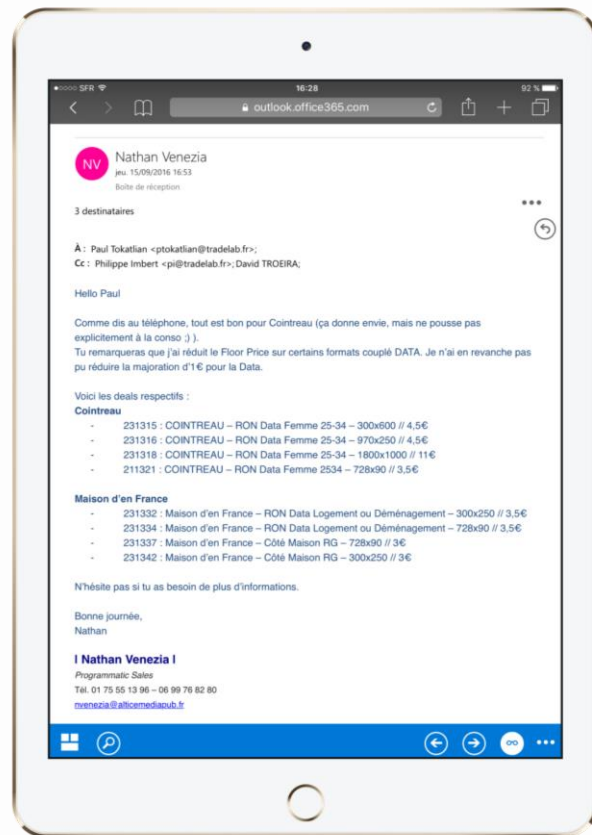 SFR
16:28
92 %
outlook.office365.com
NV
Nathan Venezia
jeu. 15/09/2016 16:53
Boîte de réception
3 destinataires
À : Paul Tokatlian <ptokatlian@tradelab.fr>;
Cc : Philippe Imbert <pi@tradelab.fr>; David TROEIRA;
Hello Paul
Comme dis au téléphone, tout est bon pour Cointreau (ça donne envie, mais ne pousse pas
explicitement à la conso ;) ).
Tu remarqueras que j'ai réduit le Floor Price sur certains formats couplé DATA. Je n'ai en revanche pas
pu réduire la majoration d'1€ pour la Data.
Voici les deals respectifs :
Cointreau
- 231315 : COINTREAU – RON Data Femme 25-34 – 300x600 // 4,5€
- 231316 : COINTREAU – RON Data Femme 25-34 – 970x250 // 4,5€
- 231318 : COINTREAU – RON Data Femme 25-34 – 1800x1000 // 11€
- 211321 : COINTREAU – RON Data Femme 2534 – 728x90 // 3,5€
Maison d'en France
- 231332 : Maison d'en France – RON Data Logement ou Déménagement – 300x250 // 3,5€
- 231334 : Maison d'en France – RON Data Logement ou Déménagement – 728x90 // 3,5€
- 231337 : Maison d'en France – Côté Maison RG – 728x90 // 3€
- 231342 : Maison d'en France – Côté Maison RG – 300x250 // 3€
N'hésite pas si tu as besoin de plus d'informations.
Bonne journée,
Nathan
I Nathan Venezia I
Programmatic Sales
Tél. 01 75 55 13 96 – 06 99 76 82 80
nvenezia@alticemediapub.fr